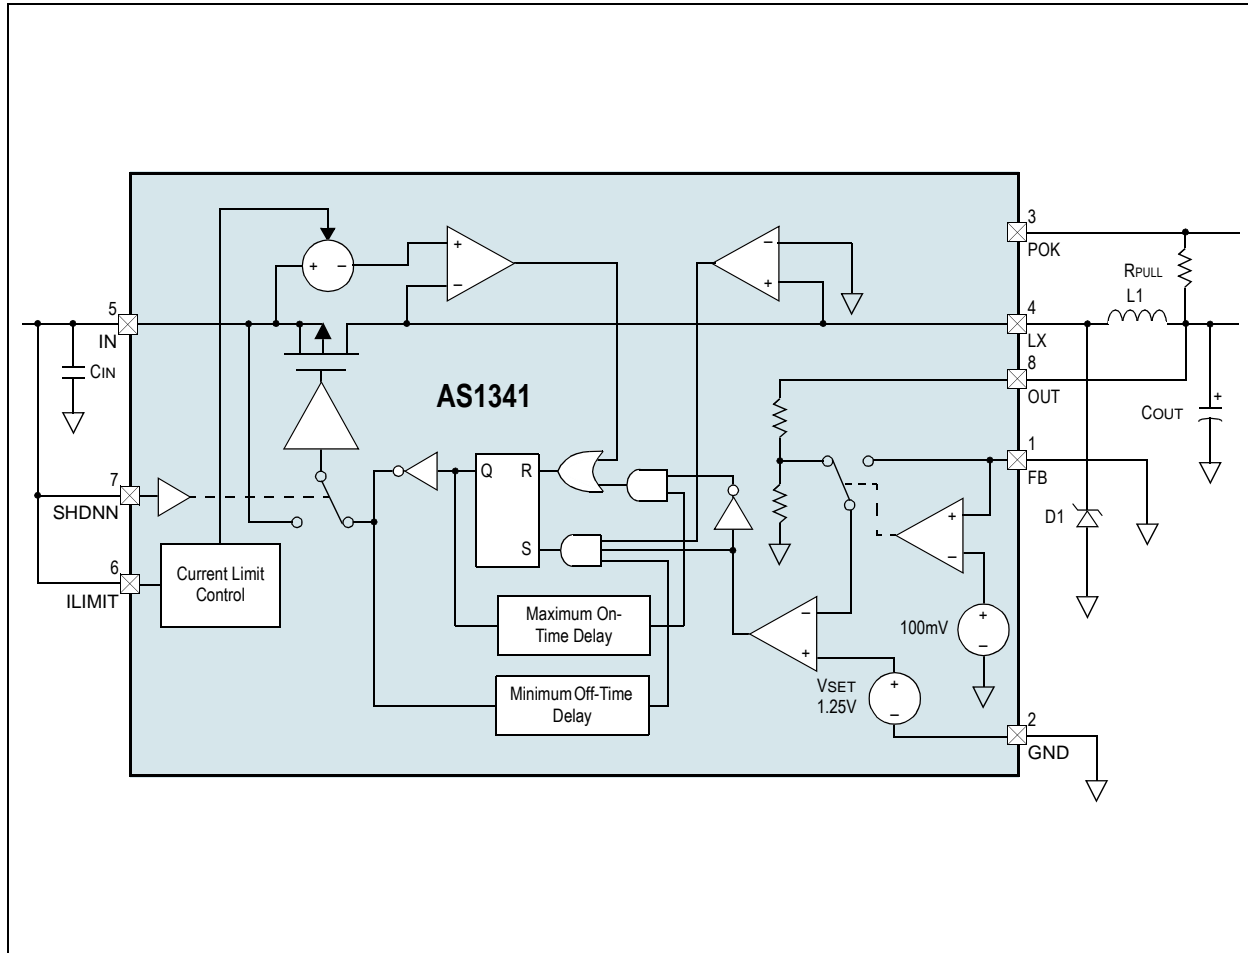 3
POK
RPULL
L1
+ −
+
−
−
+
5
IN
4
LX
CIN
8
OUT
AS1341
COUT
+
Q R
S
1
FB
7
SHDNN
D1
+
−
6
ILIMIT
Current Limit
Control
Maximum On-
Time Delay
−
+
100mV
+
−
Minimum Off-Time
Delay
VSET
1.25V
+
−
2
GND